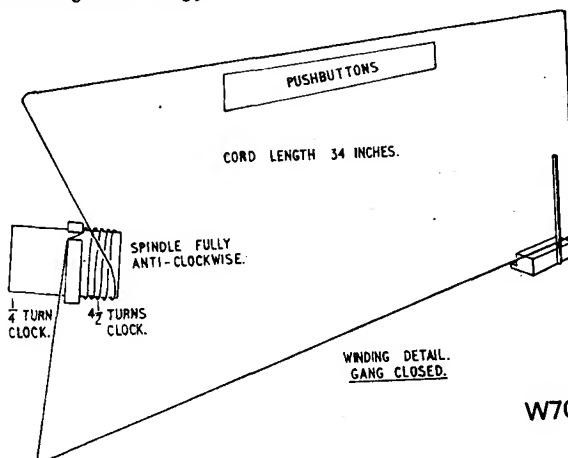 PUSHBUTTONS
CORD LENGTH 34 INCHES.
SPINDLE FULLY
ANTI-CLOCKWISE.
1/4 TURN
CLOCK.
4 1/2 TURNS
CLOCK.
WINDING DETAIL.
GANG CLOSED.